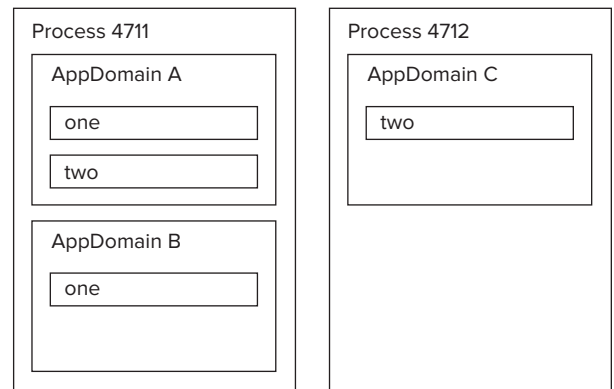 Process 4711
AppDomain A
one
two
AppDomain B
one
Process 4712
AppDomain C
two